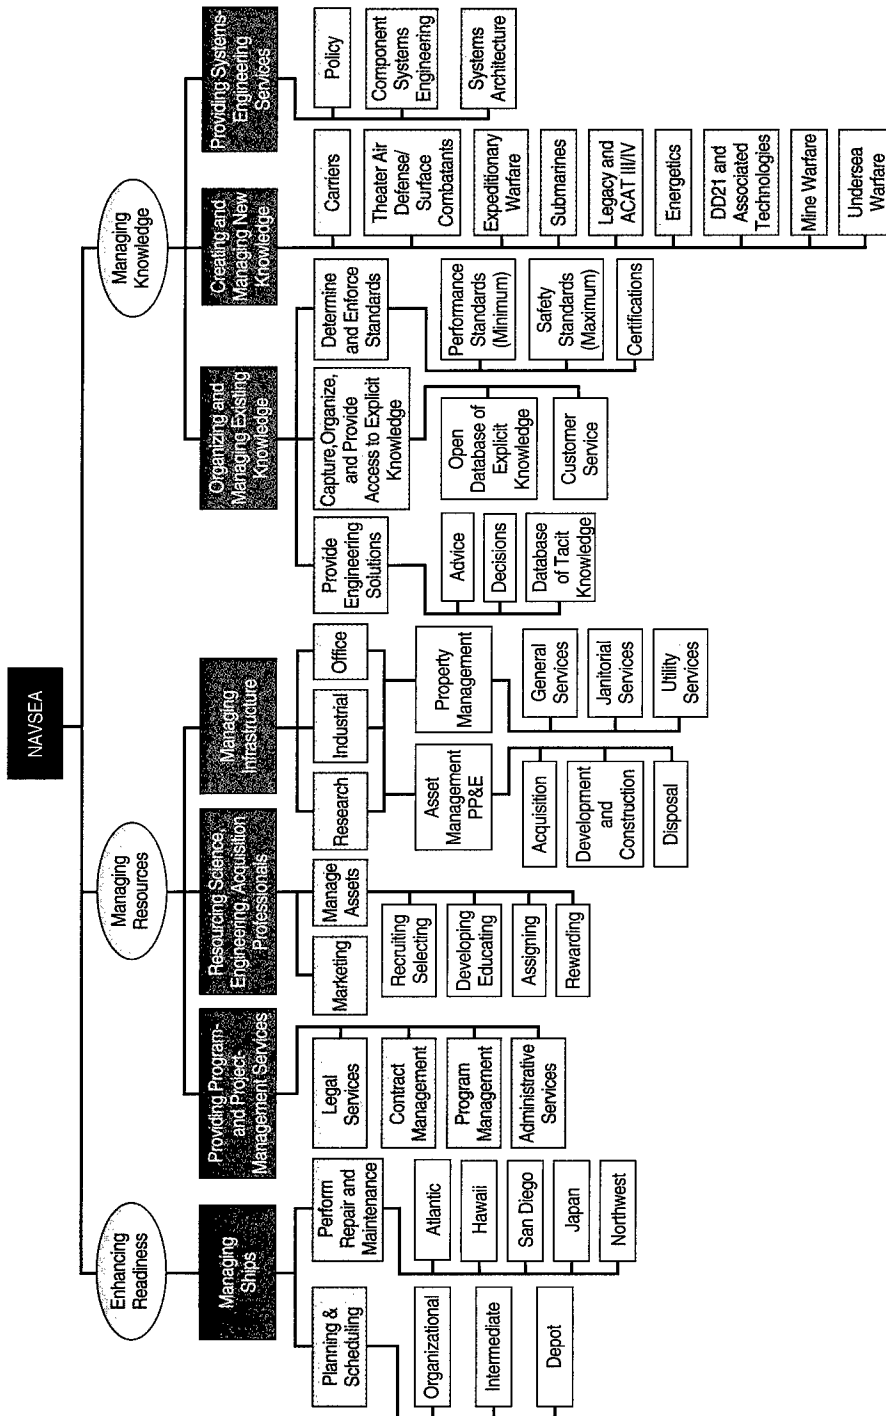 NAVSEA
Enhancing
Readiness
Managing
Resources
Managing
Knowledge
Managing
Ships
Providing Program-
and Project-
Management Services
Resourcing Science,
Engineering, Acquisition
Professionals
Managing
Infrastructure
Organizing and
Managing Existing
Knowledge
Creating and
Managing New
Knowledge
Providing Systems-
Engineering
Services
Planning &
Scheduling
Organizational
Intermediate
Depot
Perform
Repair and
Maintenance
Atlantic
Hawaii
San Diego
Japan
Northwest
Legal
Services
Contract
Management
Program
Management
Administrative
Services
Marketing
Manage
Assets
Recruiting
Selecting
Developing
Educating
Assigning
Rewarding
Research
Industrial
Office
Asset
Management
PP&E
Acquisition
Development
and
Construction
Disposal
Property
Management
General
Services
Janitorial
Services
Utility
Services
Provide
Engineering
Solutions
Advice
Decisions
Database
of Tacit
Knowledge
Capture,Organize,
and Provide
Access to Explicit
Knowledge
Open
Database of
Explicit
Knowledge
Customer
Service
Determine
and Enforce
Standards
Performance
Standards
(Minimum)
Safety
Standards
(Maximum)
Certifications
Carriers
Theater Air
Defense/
Surface
Combatants
Expeditionary
Warfare
Submarines
Legacy and
ACAT III/IV
Energetics
DD21 and
Associated
Technologies
Mine Warfare
Undersea
Warfare
Policy
Component
Systems
Engineering
Systems
Architecture